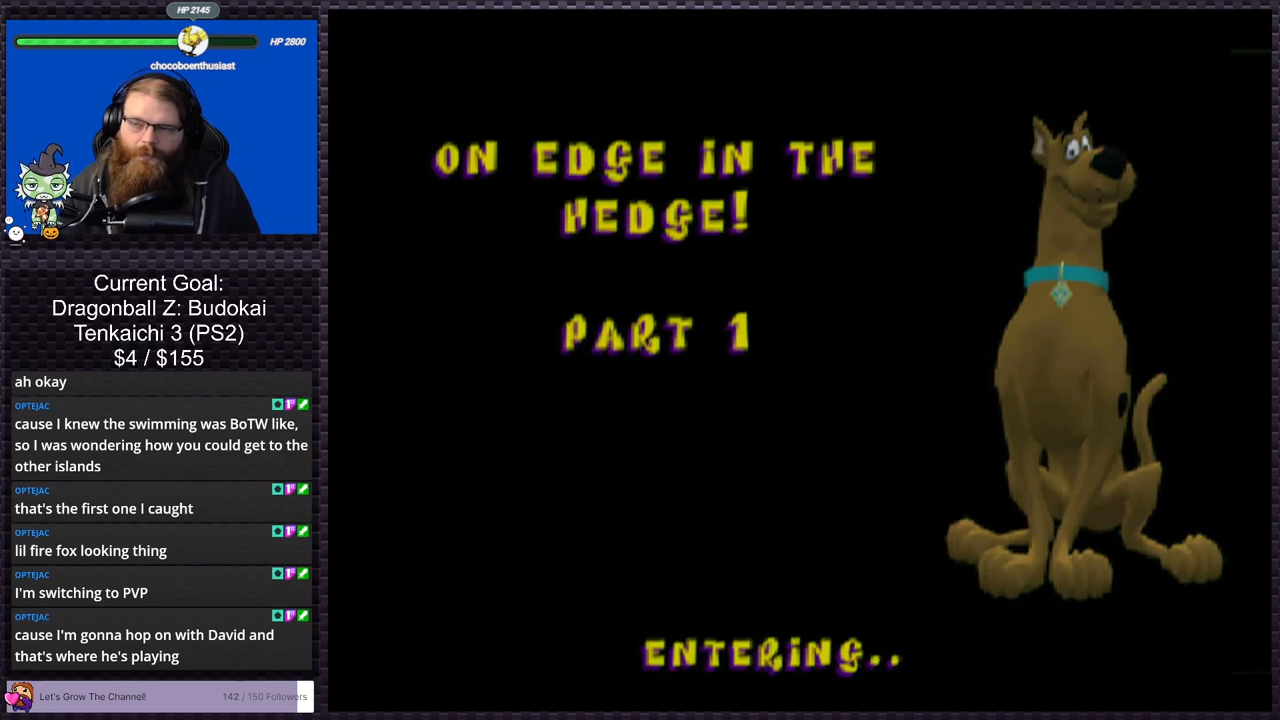 HP 2145
HP 2800
chocoboenthusiast
ON EDGE IN THE
HEDGE!
PART 1
ENTERING..
Current Goal:
Dragonball Z: Budokai
Tenkaichi 3 (PS2)
$4 / $155
ah okay
OPTEJAC
cause I knew the swimming was BoTW like,
so I was wondering how you could get to the
other islands
OPTEJAC
that's the first one I caught
OPTEJAC
lil fire fox looking thing
OPTEJAC
I'm switching to PVP
OPTEJAC
cause I'm gonna hop on with David and
that's where he's playing
Let's Grow The Channel!
142 / 150 Followers